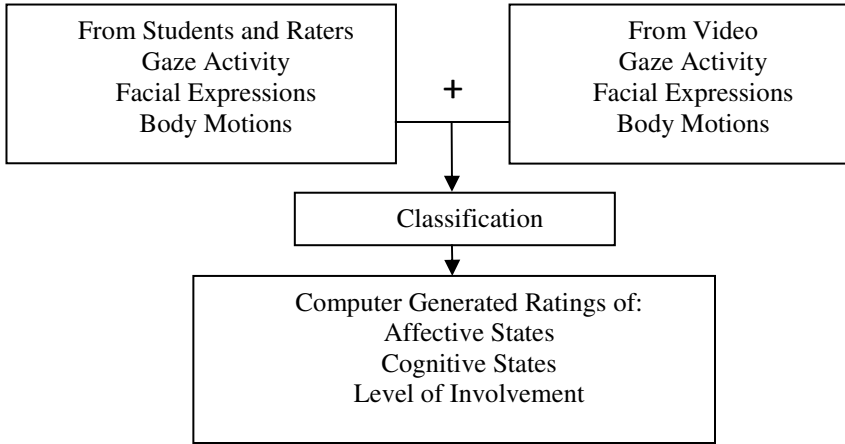 From Students and Raters
Gaze Activity
Facial Expressions
Body Motions
+
From Video
Gaze Activity
Facial Expressions
Body Motions
Classification
Computer Generated Ratings of:
Affective States
Cognitive States
Level of Involvement